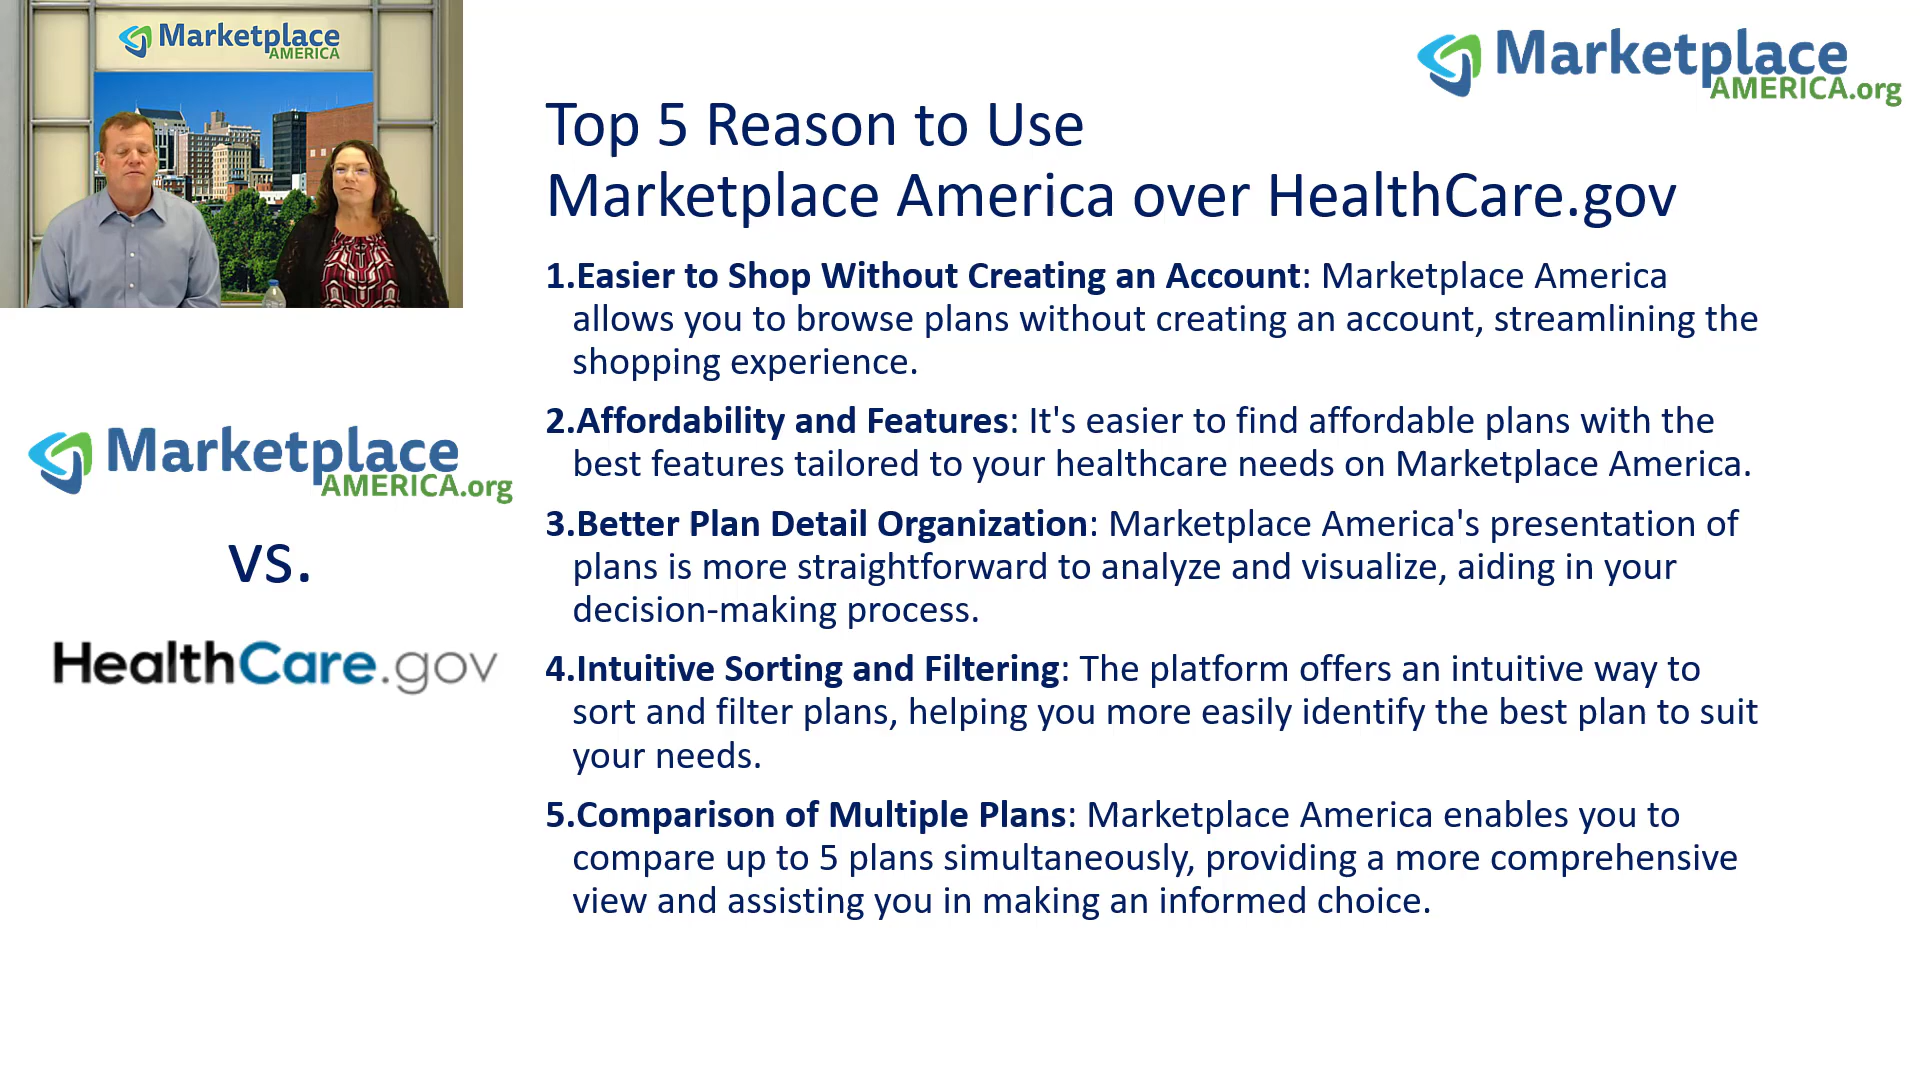 Marketplace
AMERICA
Marketplace
AMERICA.org
Top 5 Reason to Use
Marketplace America over HealthCare.gov
1.Easier to Shop Without Creating an Account: Marketplace America
allows you to browse plans without creating an account, streamlining the
shopping experience.
2.Affordability and Features: It's easier to find affordable plans with the
best features tailored to your healthcare needs on Marketplace America.
3.Better Plan Detail Organization: Marketplace America's presentation of
plans is more straightforward to analyze and visualize, aiding in your
decision-making process.
4.Intuitive Sorting and Filtering: The platform offers an intuitive way to
sort and filter plans, helping you more easily identify the best plan to suit
your needs.
5.Comparison of Multiple Plans: Marketplace America enables you to
compare up to 5 plans simultaneously, providing a more comprehensive
view and assisting you in making an informed choice.
Marketplace
AMERICA.org
vs.
HealthCare.gov